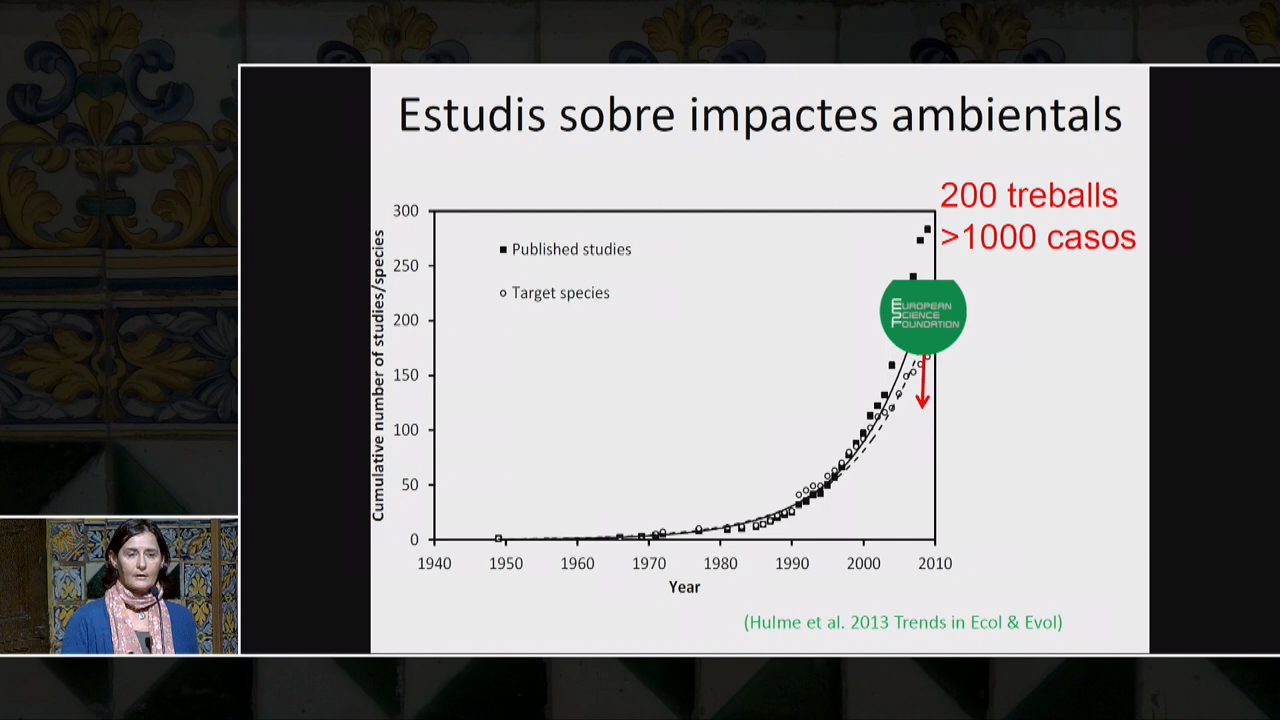 Estudis sobre impactes ambientals
200 treballs
>1000 casos
Cumulative number of studies/species
300
250
200
150
100
50
0
Published studies
Target species
EUROPEAN
SCIENCE
FOUNDATION
1940 1950 1960 1970 1980 1990 2000 2010
Year
(Hulme et al. 2013 Trends in Ecol & Evol)